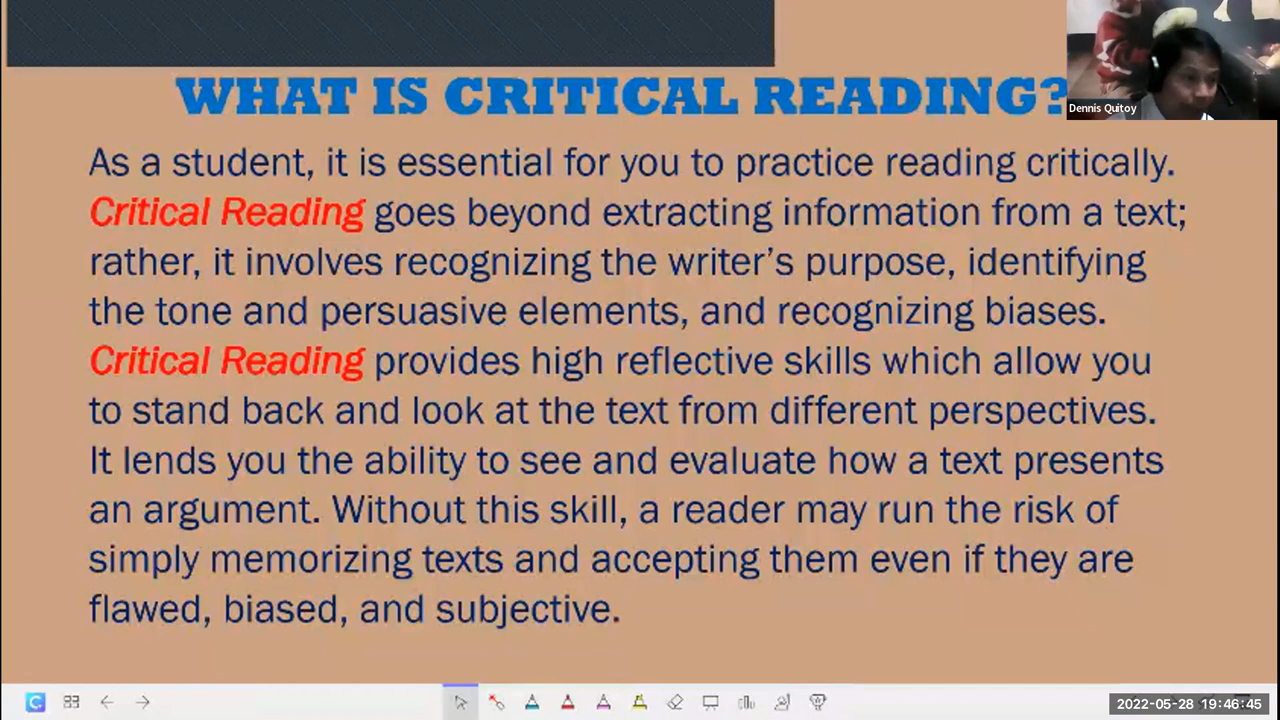 WHAT IS CRITICAL READING?
Dennis Quitoy
As a student, it is essential for you to practice reading critically.
Critical Reading goes beyond extracting information from a text;
rather, it involves recognizing the writer’s purpose, identifying
the tone and persuasive elements, and recognizing biases.
Critical Reading provides high reflective skills which allow you
to stand back and look at the text from different perspectives.
It lends you the ability to see and evaluate how a text presents
an argument. Without this skill, a reader may run the risk of
simply memorizing texts and accepting them even if they are
flawed, biased, and subjective.
2022-05-28 19:46:45